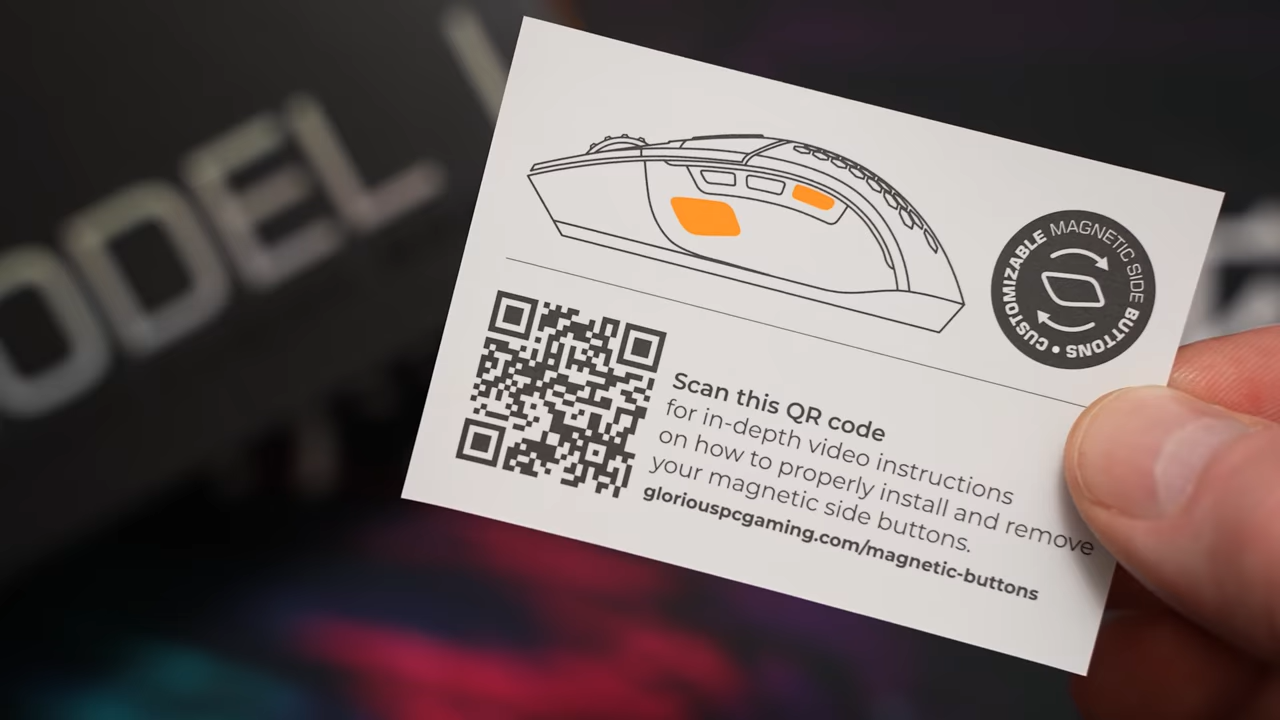 ODEL
CUSTOMIZABLE MAGNETIC SIDE BUTTONS •
Scan this QR code
for in-depth video instructions
on how to properly install and remove
your magnetic side buttons.
gloriouspcgaming.com/magnetic-buttons